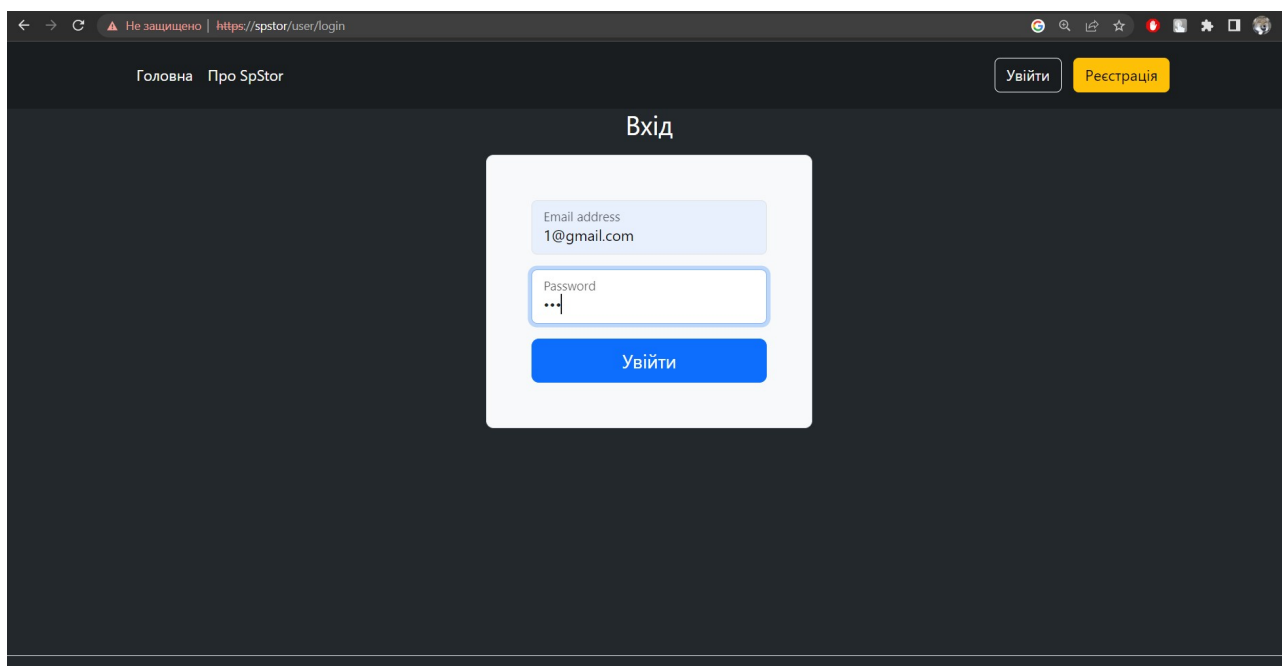 Не защищено | https://spstor/user/login
Головна Про SpStor Увійти Реєстрація
Вхід
Email address
1@gmail.com
Password
•••
Увійти